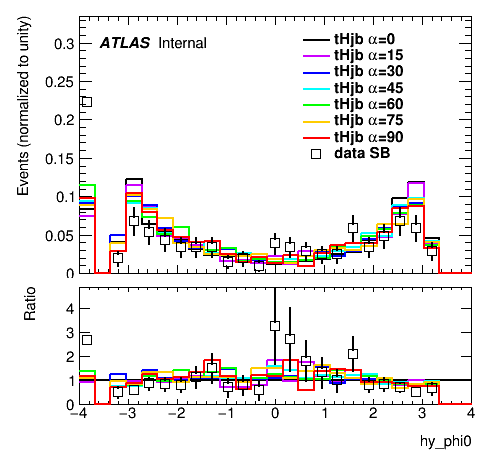 ATLAS Internal
tHjb α=0
tHjb α=15
tHjb α=30
tHjb α=45
tHjb α=60
tHjb α=75
tHjb α=90
data SB
Events (normalized to unity)
0.3
0.25
0.2
0.15
0.1
0.05
0
Ratio
4
3
2
1
0
−4 −3 −2 −1 0 1 2 3 4
hy_phi0